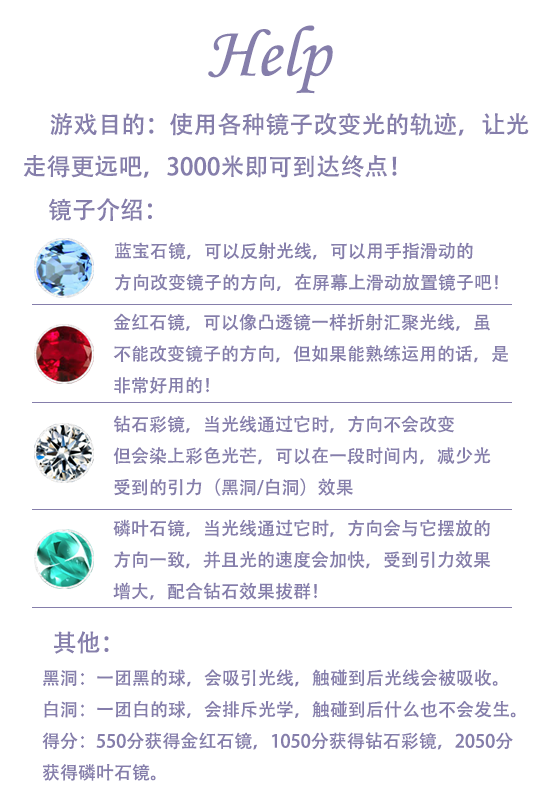 Help
游戏目的：使用各种镜子改变光的轨迹，让光
走得更远吧，3000米即可到达终点！
镜子介绍：
蓝宝石镜，可以反射光线，可以用手指滑动的
方向改变镜子的方向，在屏幕上滑动放置镜子吧！
金红石镜，可以像凸透镜一样折射汇聚光线，虽
不能改变镜子的方向，但如果能熟练运用的话，是
非常好用的！
钻石彩镜，当光线通过它时，方向不会改变
但会染上彩色光芒，可以在一段时间内，减少光
受到的引力（黑洞/白洞）效果
磷叶石镜，当光线通过它时，方向会与它摆放的
方向一致，并且光的速度会加快，受到引力效果
增大，配合钻石效果拔群！
其他：
黑洞：一团黑的球，会吸引光线，触碰到后光线会被吸收。
白洞：一团白的球，会排斥光学，触碰到后什么也不会发生。
得分：550分获得金红石镜，1050分获得钻石彩镜，2050分
获得磷叶石镜。